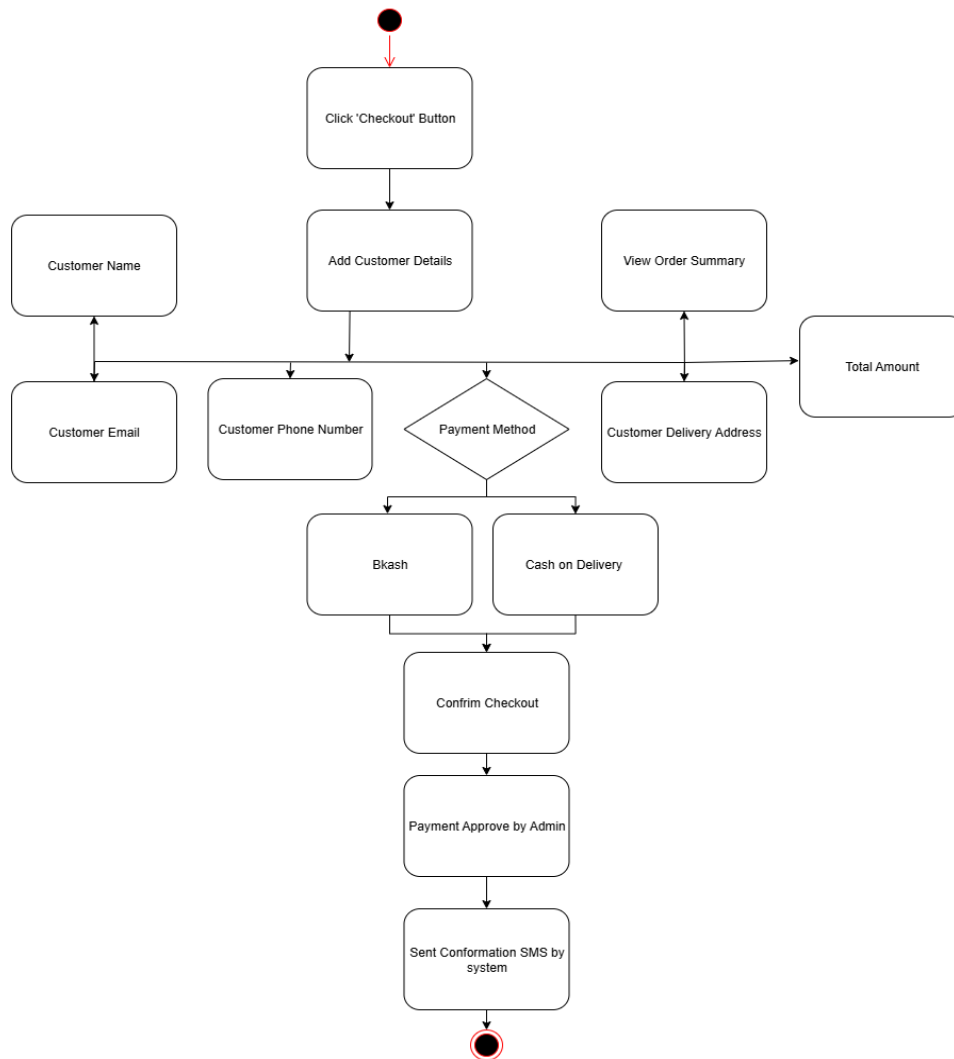 Click 'Checkout' Button
Customer Name
Add Customer Details
View Order Summary
Total Amount
Customer Email
Customer Phone Number
Payment Method
Customer Delivery Address
Bkash
Cash on Delivery
Confrim Checkout
Payment Approve by Admin
Sent Conformation SMS by
system